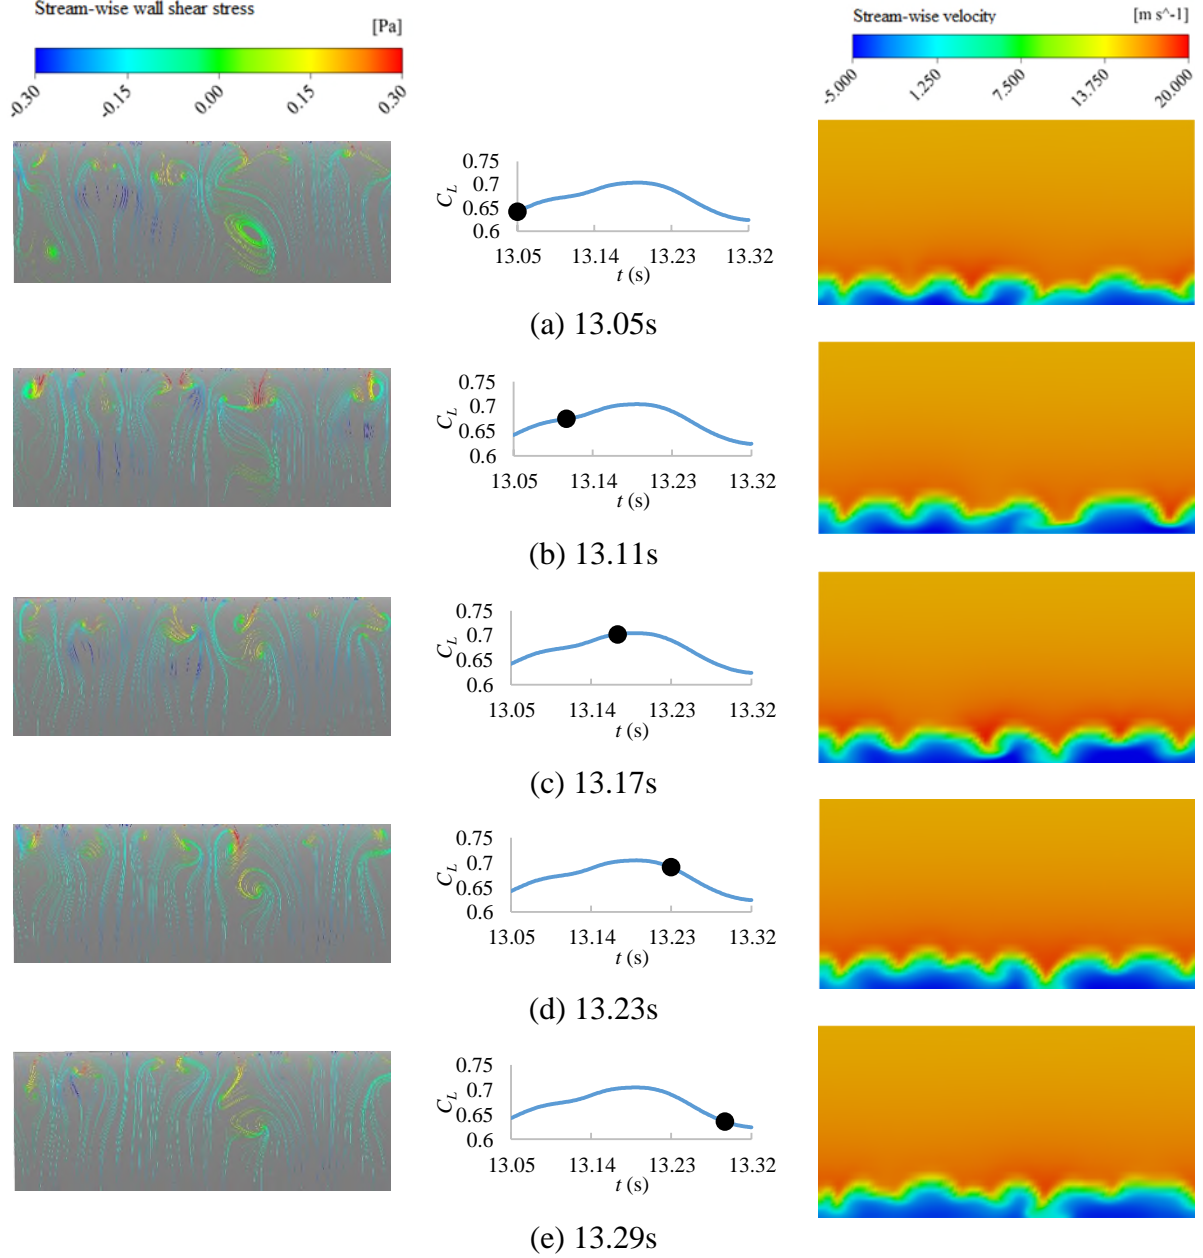 Stream-wise wall shear stress
[Pa]
-0.30 -0.15 0.00 0.15 0.30
Stream-wise velocity [m s^-1]
-5.000 1.250 7.500 13.750 20.000
0.75
0.7
0.65
0.6
C_L
13.05 13.14 13.23 13.32
t (s)
(a) 13.05s
0.75
0.7
0.65
0.6
C_L
13.05 13.14 13.23 13.32
t (s)
(b) 13.11s
0.75
0.7
0.65
0.6
C_L
13.05 13.14 13.23 13.32
t (s)
(c) 13.17s
0.75
0.7
0.65
0.6
C_L
13.05 13.14 13.23 13.32
t (s)
(d) 13.23s
0.75
0.7
0.65
0.6
C_L
13.05 13.14 13.23 13.32
t (s)
(e) 13.29s